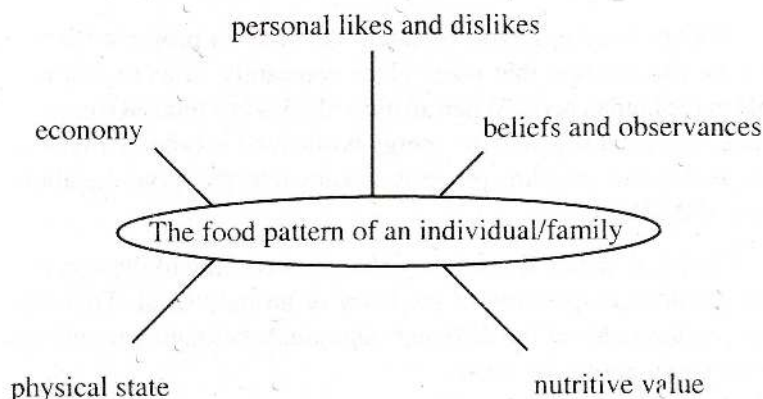 personal likes and dislikes
economy
beliefs and observances
The food pattern of an individual/family
physical state
nutritive value